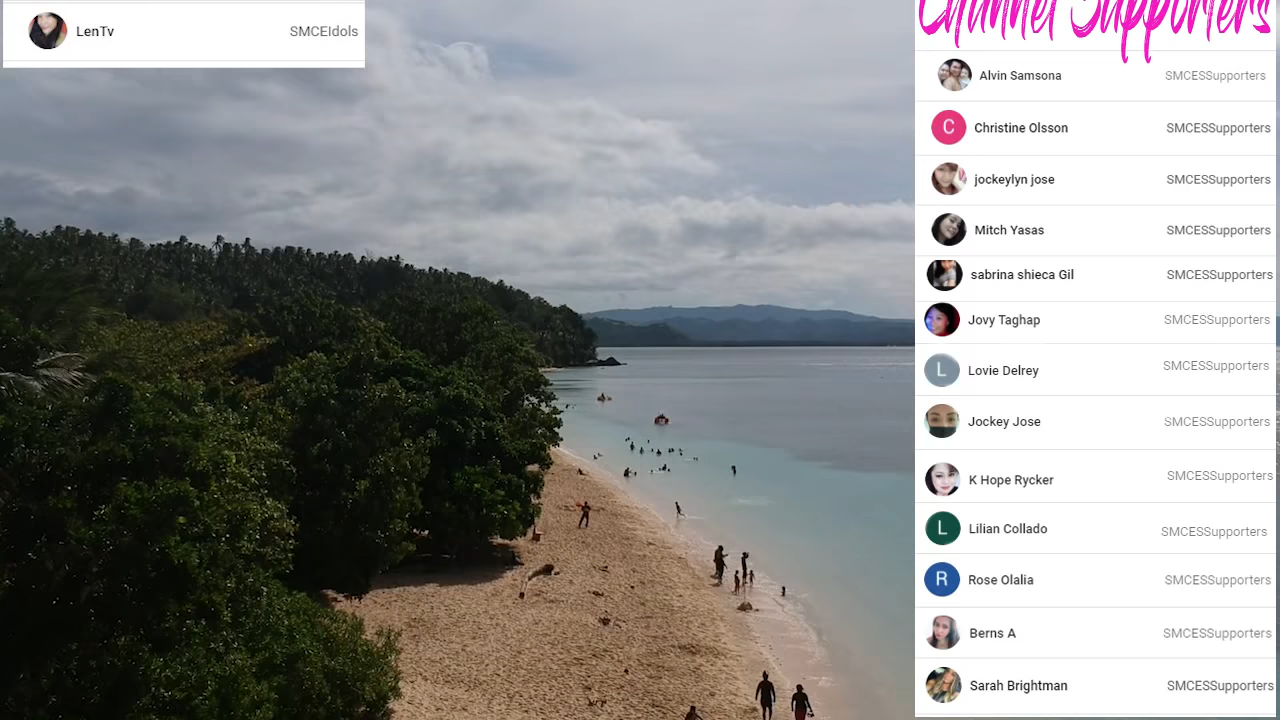 LenTv SMCEIdols
Channel Supporters
Alvin Samsona SMCESSupporters
C Christine Olsson SMCESSupporters
jockeylyn jose SMCESSupporters
Mitch Yasas SMCESSupporters
sabrina shieca Gil SMCESSupporters
Jovy Taghap SMCESSupporters
L Lovie Delrey SMCESSupporters
Jockey Jose SMCESSupporters
K Hope Rycker SMCESSupporters
L Lilian Collado SMCESSupporters
R Rose Olalia SMCESSupporters
Berns A SMCESSupporters
Sarah Brightman SMCESSupporters